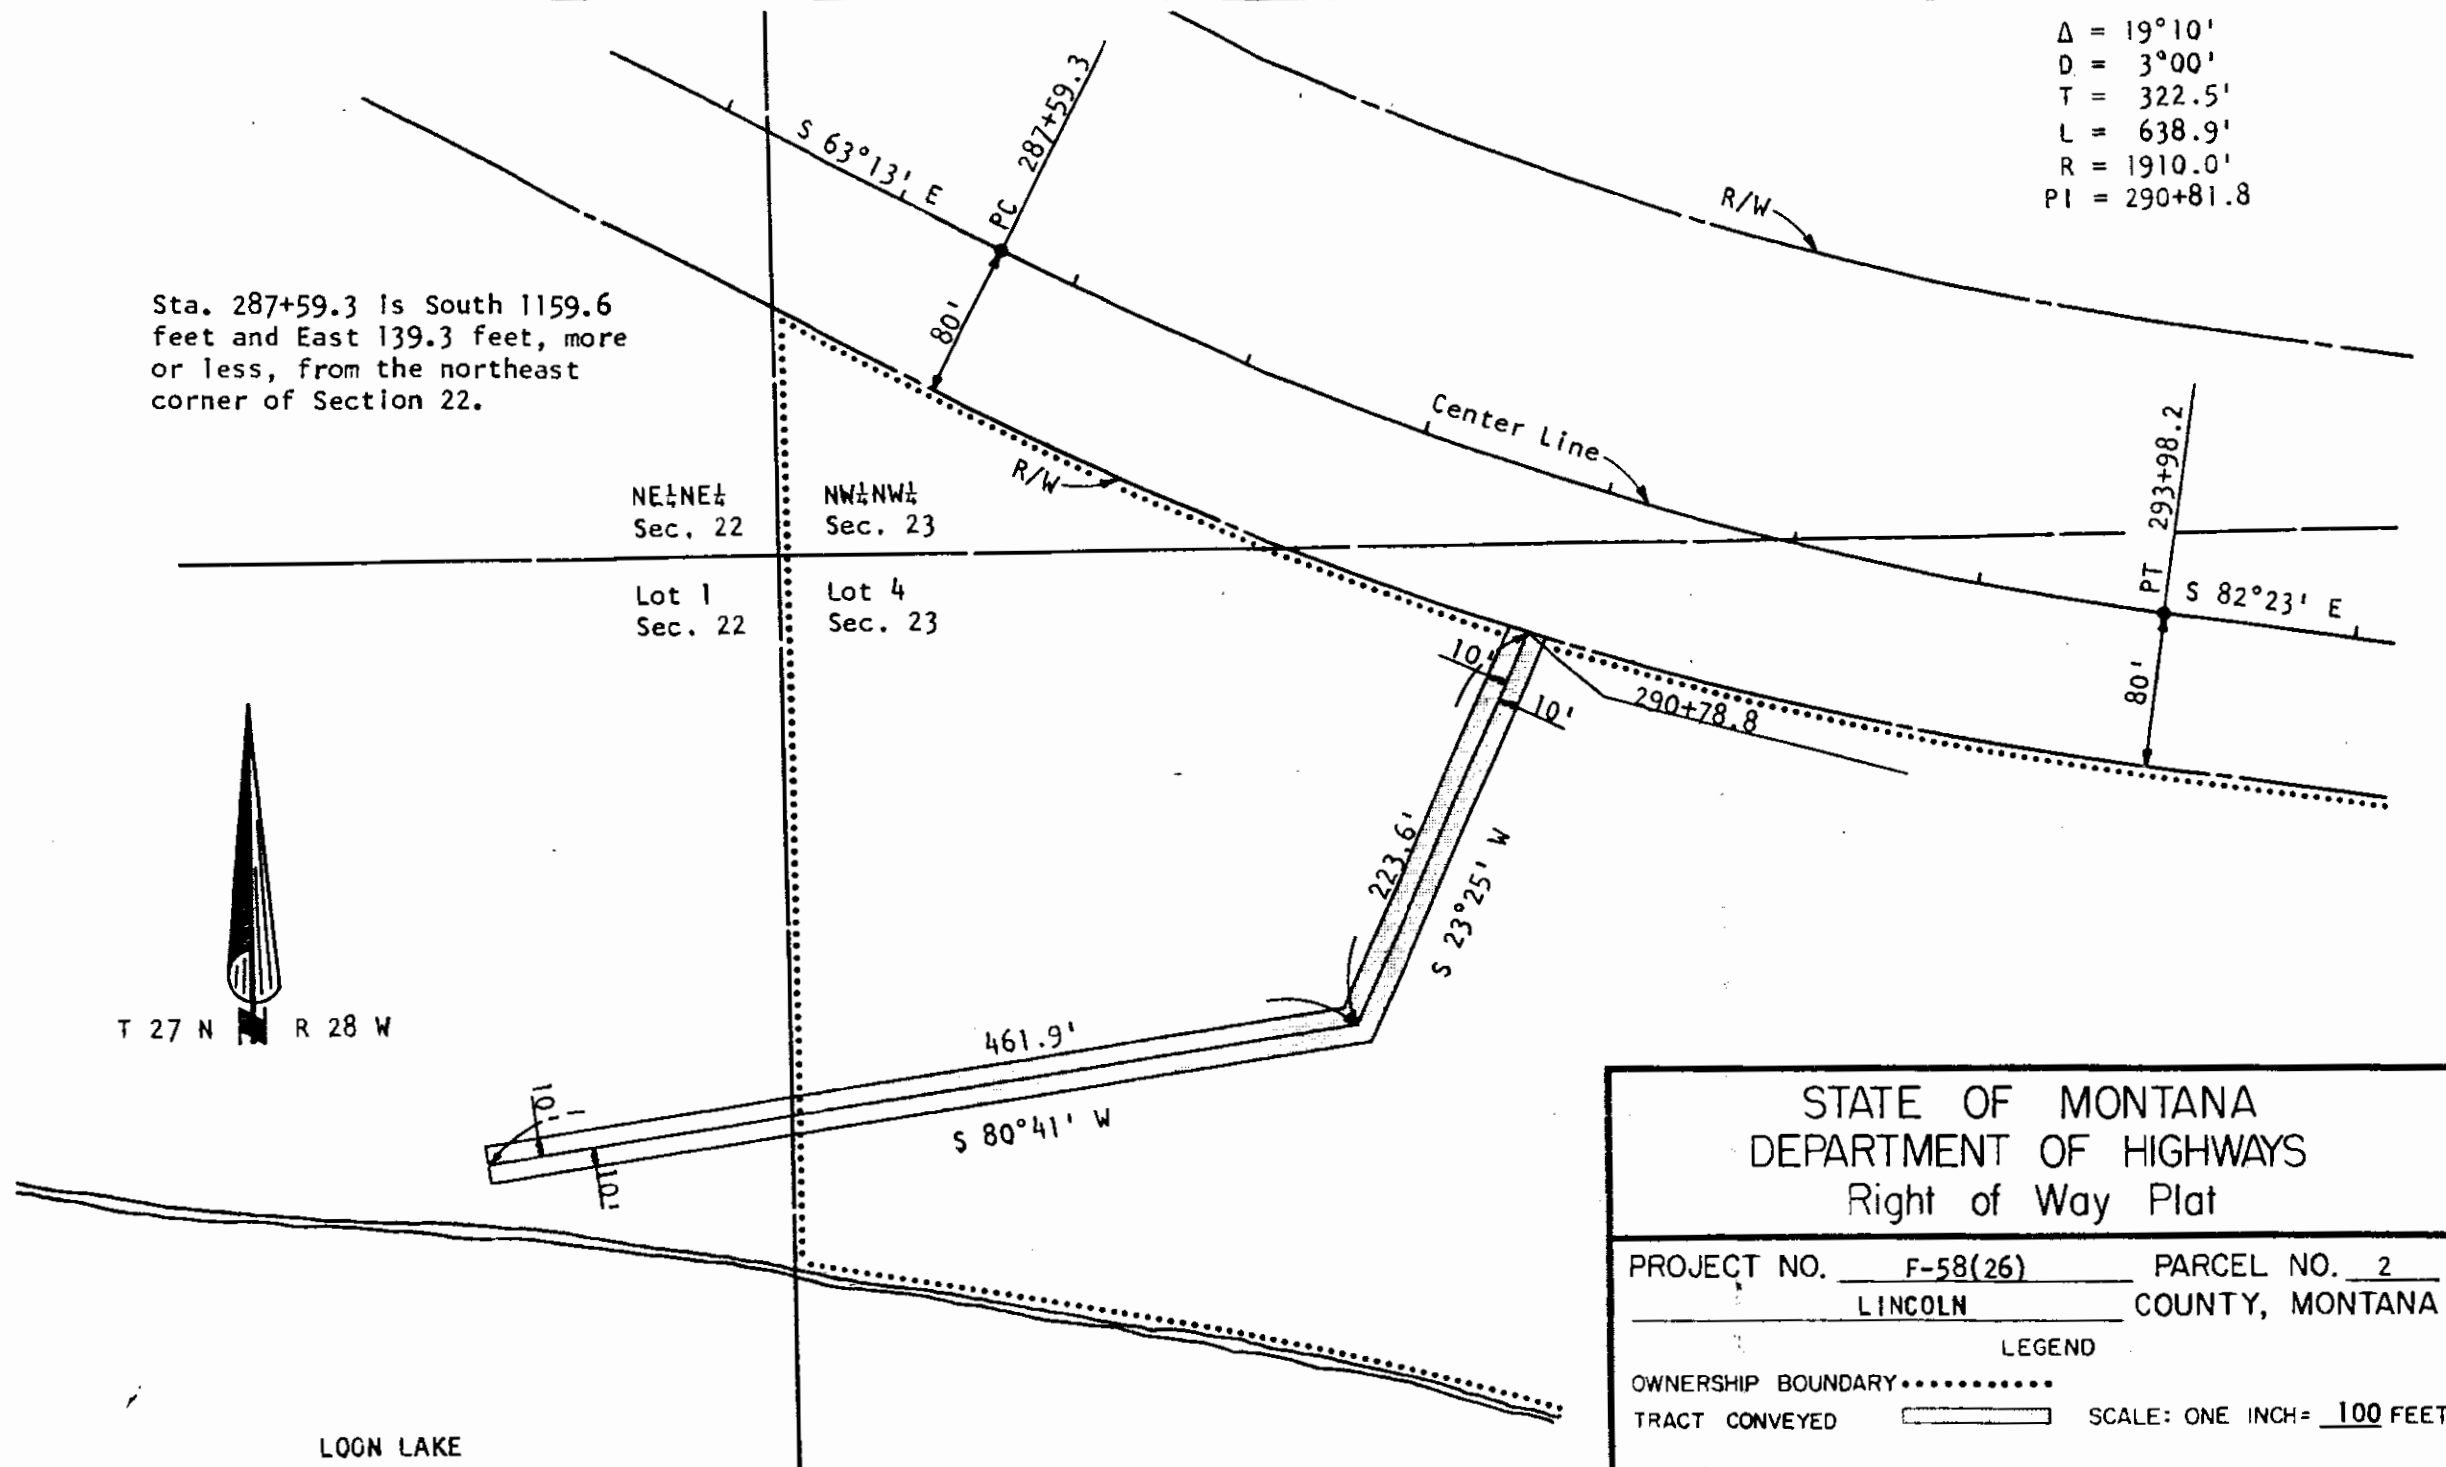 Δ = 19°10'
D = 3°00'
T = 322.5'
L = 638.9'
R = 1910.0'
PI = 290+81.8
S 63°13' E
PC 287+59.3
80'
R/W
Sta. 287+59.3 is South 1159.6
feet and East 139.3 feet, more
or less, from the northeast
corner of Section 22.
Center Line
R/W
NE¼NE¼
Sec. 22
NW¼NW¼
Sec. 23
Lot 1
Sec. 22
Lot 4
Sec. 23
PT 293+98.2
S 82°23' E
80'
10'
10'
290+78.8
223.6'
S 23°25' W
461.9'
S 80°41' W
10'
10'
T 27 N N R 28 W
LOON LAKE
STATE OF MONTANA
DEPARTMENT OF HIGHWAYS
Right of Way Plat
PROJECT NO. F-58(26) PARCEL NO. 2
LINCOLN COUNTY, MONTANA
LEGEND
OWNERSHIP BOUNDARY
TRACT CONVEYED SCALE: ONE INCH= 100 FEET